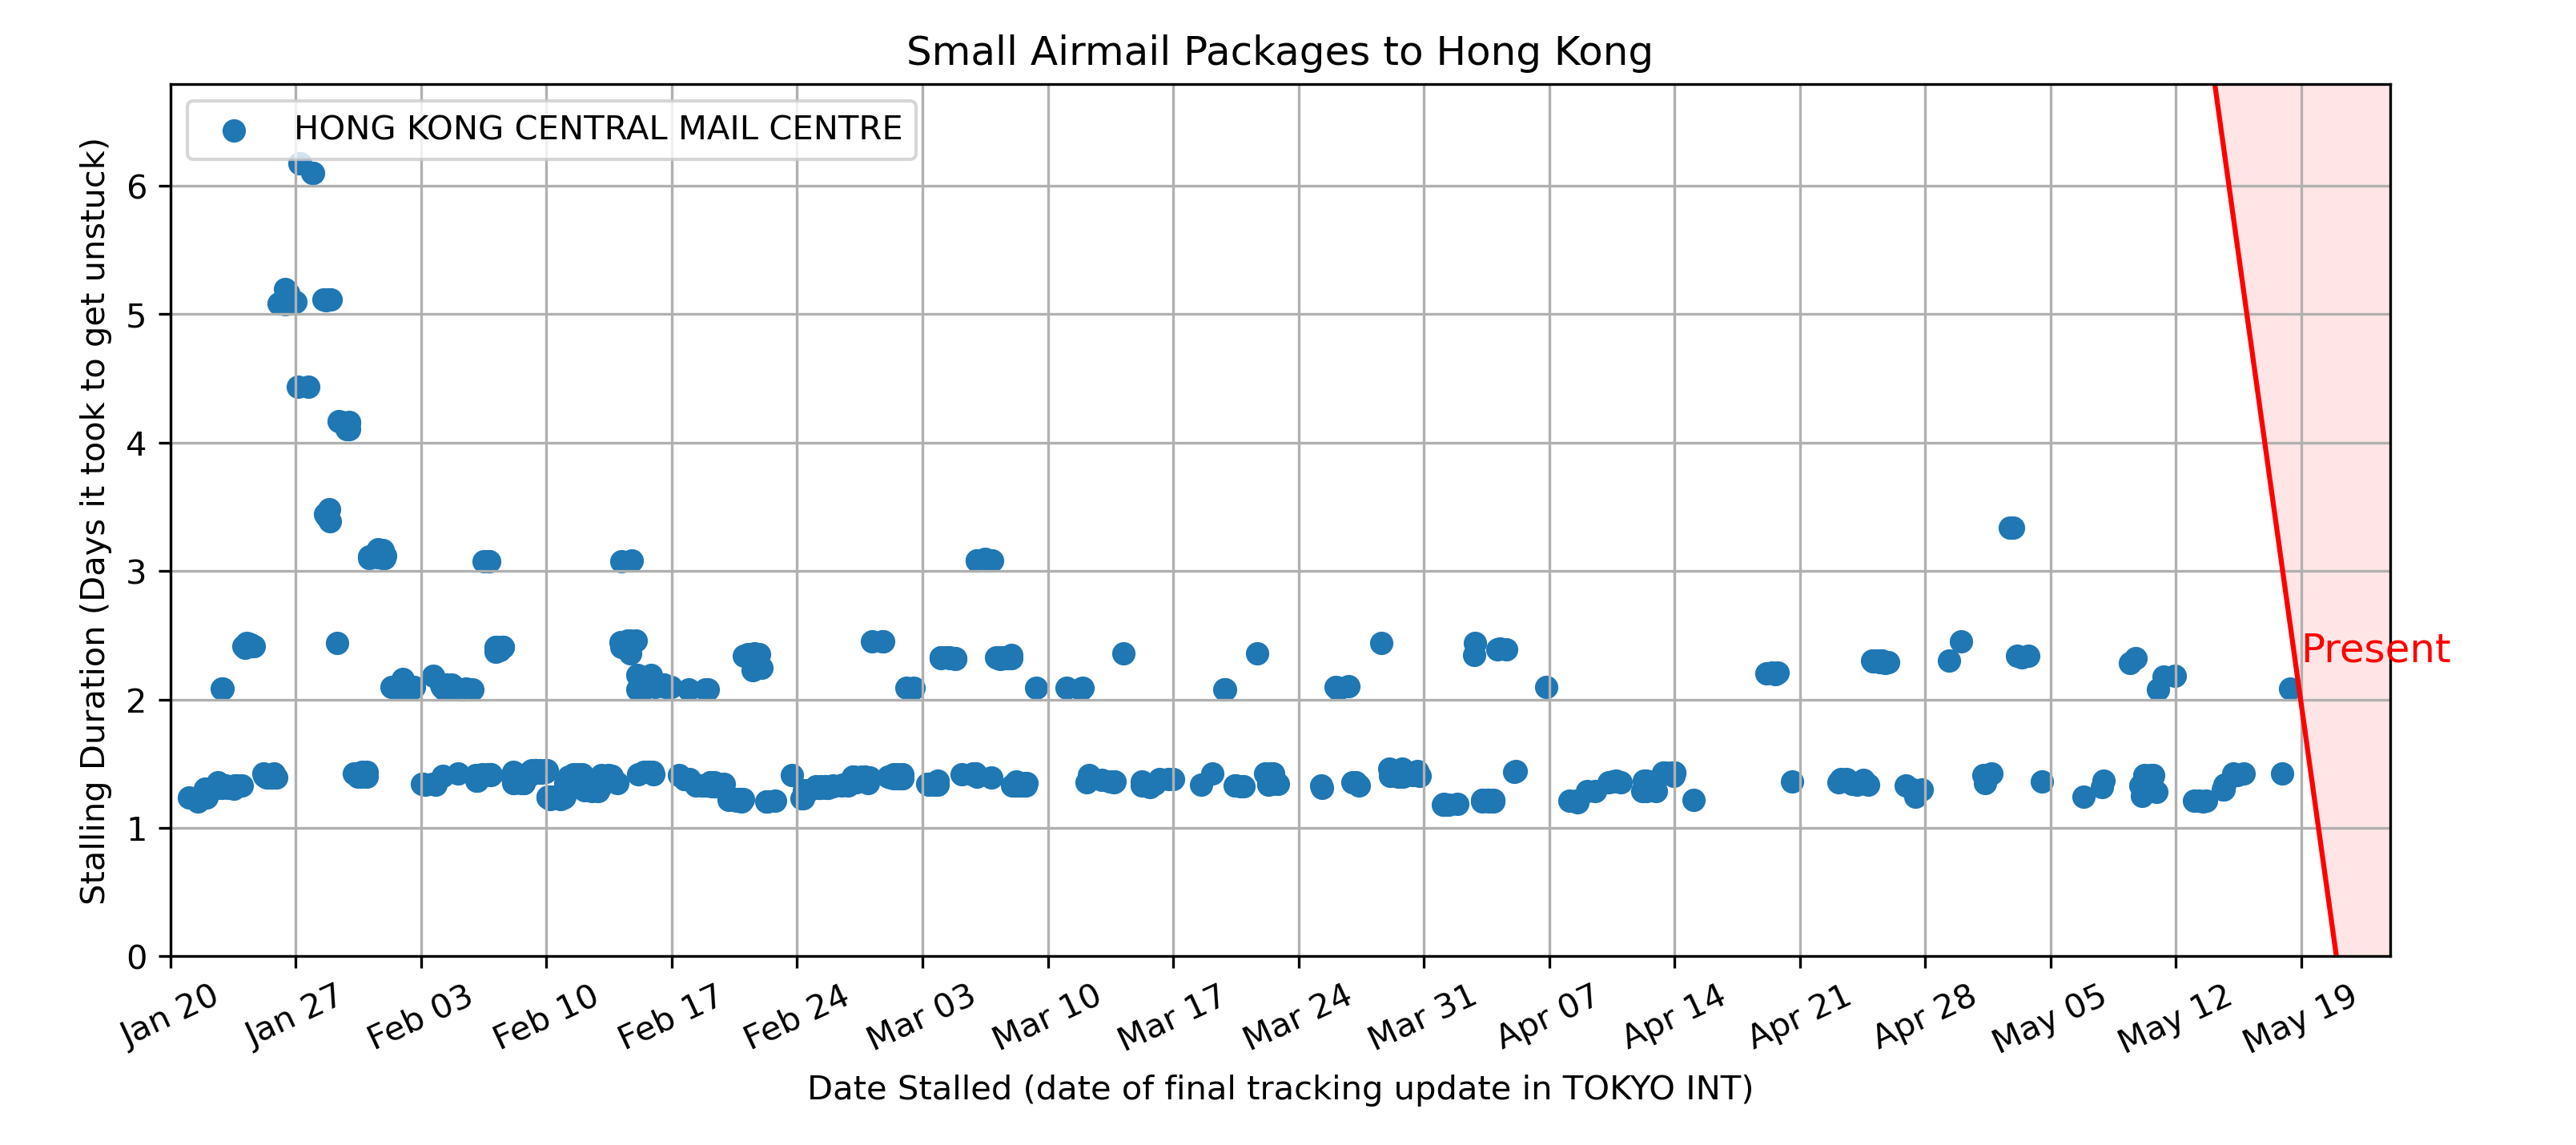 Small Airmail Packages to Hong Kong
HONG KONG CENTRAL MAIL CENTRE
Stalling Duration (Days it took to get unstuck)
6
5
4
3
2
1
0
Present
Jan 20 Jan 27 Feb 03 Feb 10 Feb 17 Feb 24 Mar 03 Mar 10 Mar 17 Mar 24 Mar 31 Apr 07 Apr 14 Apr 21 Apr 28 May 05 May 12 May 19
Date Stalled (date of final tracking update in TOKYO INT)